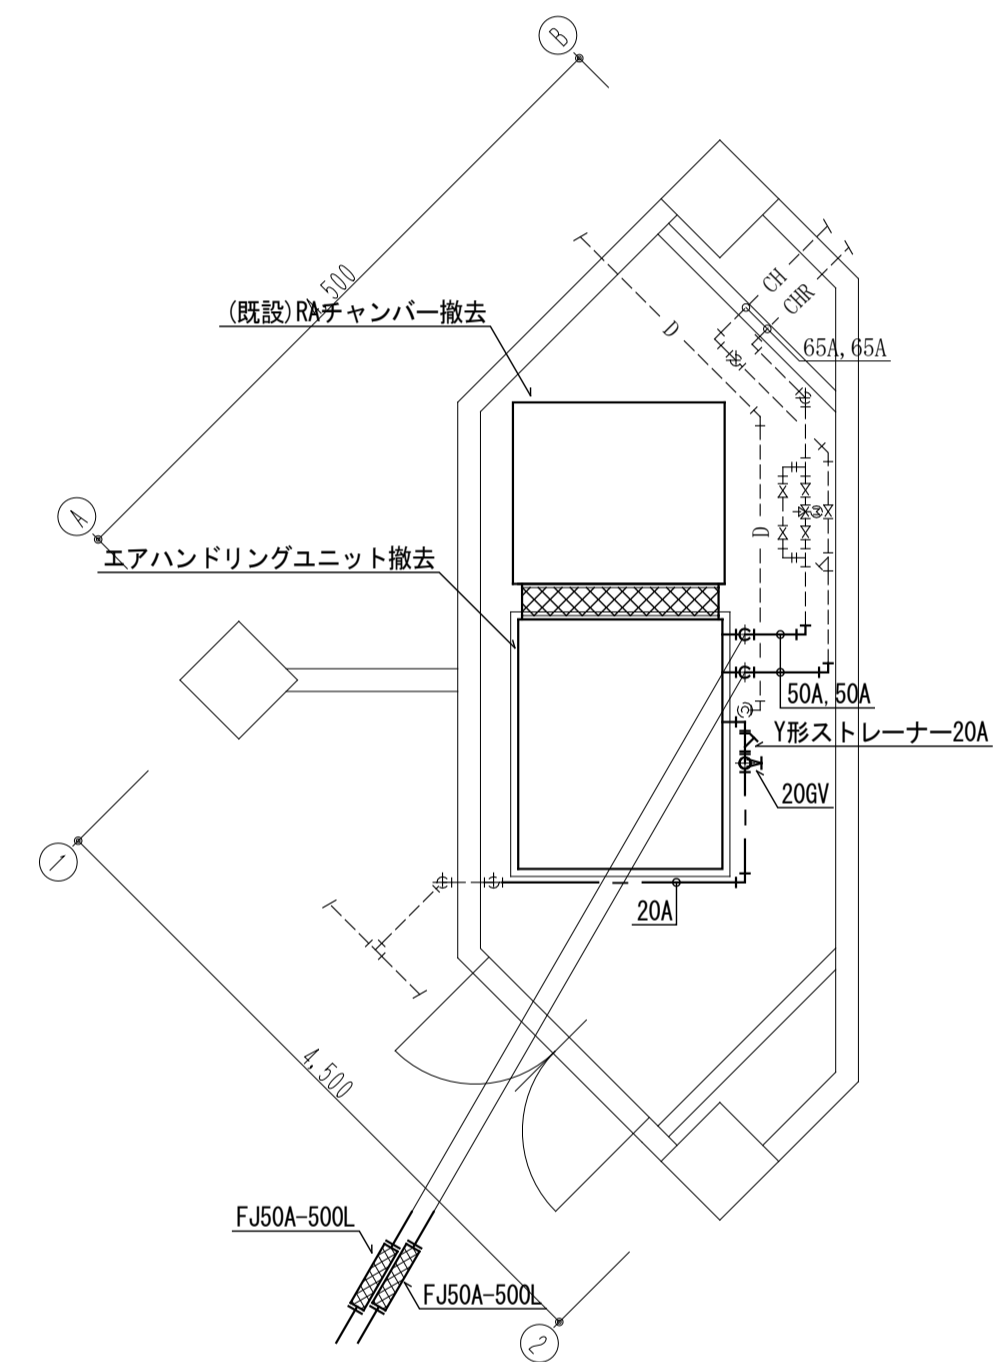 B
4,500
(既設)RAチャンバー撤去
CH
CHR
D
65A,65A
A
エアハンドリングユニット撤去
D
M
50A,50A
Y形ストレーナー20A
20GV
1
20A
4,500
FJ50A-500L
FJ50A-500L
2